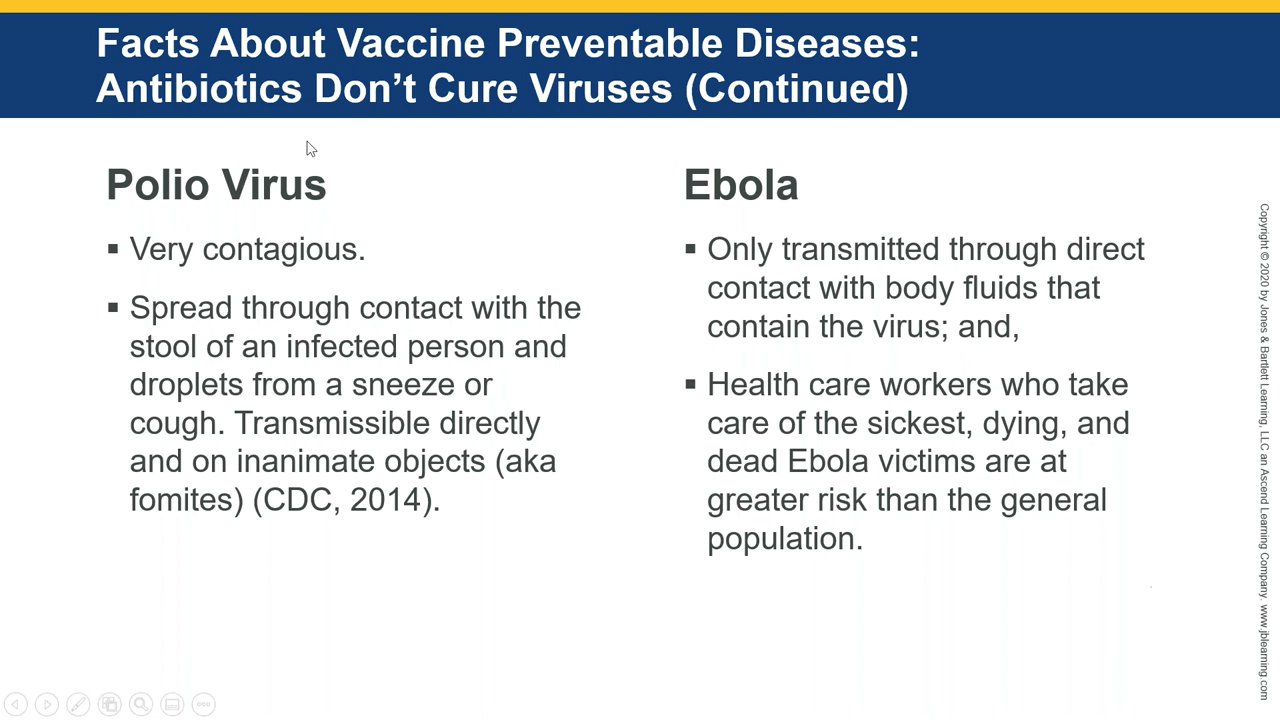 Facts About Vaccine Preventable Diseases:
Antibiotics Don’t Cure Viruses (Continued)
Polio Virus
▪ Very contagious.
▪ Spread through contact with the
stool of an infected person and
droplets from a sneeze or
cough. Transmissible directly
and on inanimate objects (aka
fomites) (CDC, 2014).
Ebola
▪ Only transmitted through direct
contact with body fluids that
contain the virus; and,
▪ Health care workers who take
care of the sickest, dying, and
dead Ebola victims are at
greater risk than the general
population.
Copyright © 2020 by Jones & Bartlett Learning, LLC an Ascend Learning Company. www.jblearning.com